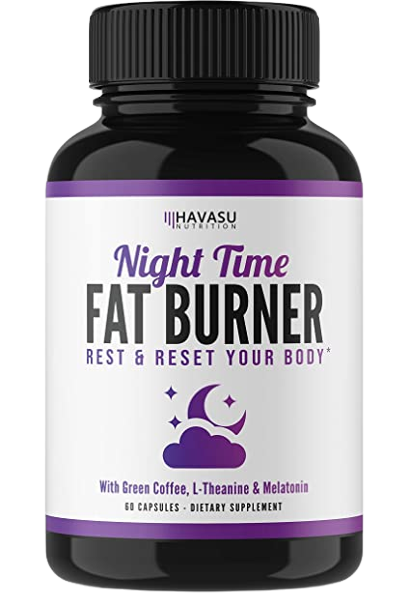 HAVASU
NUTRITION
Night Time
FAT BURNER
REST & RESET YOUR BODY*
With Green Coffee, L-Theanine & Melatonin
60 CAPSULES - DIETARY SUPPLEMENT